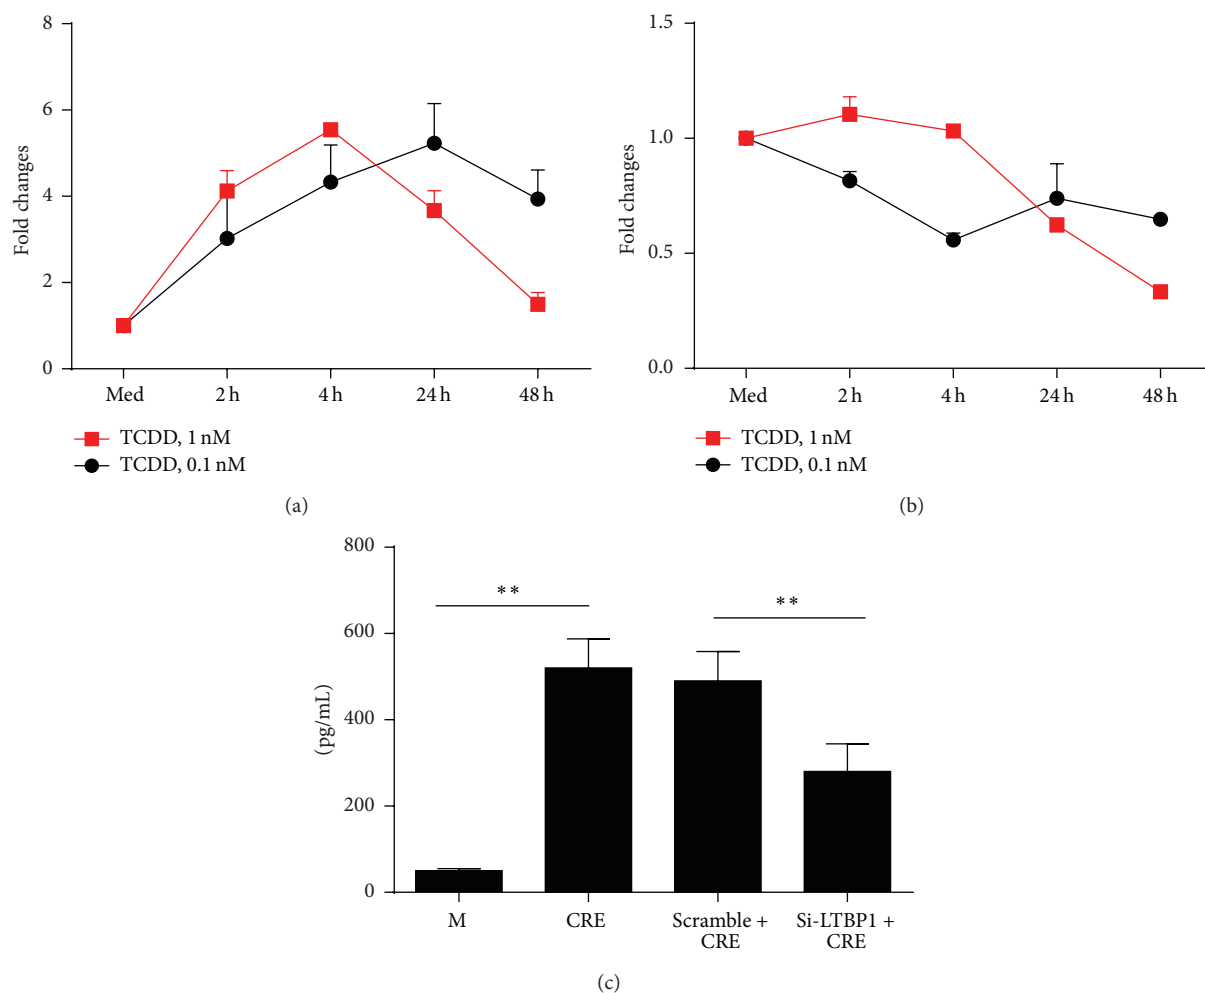 8
6
4
2
0
Fold changes
Med 2 h 4 h 24 h 48 h
TCDD, 1 nM
TCDD, 0.1 nM
(a)
1.5
1.0
0.5
0.0
Fold changes
Med 2 h 4 h 24 h 48 h
TCDD, 1 nM
TCDD, 0.1 nM
(b)
800
600
400
200
0
(pg/mL)
** **
M CRE Scramble + Si-LTBP1 +
CRE CRE
(c)